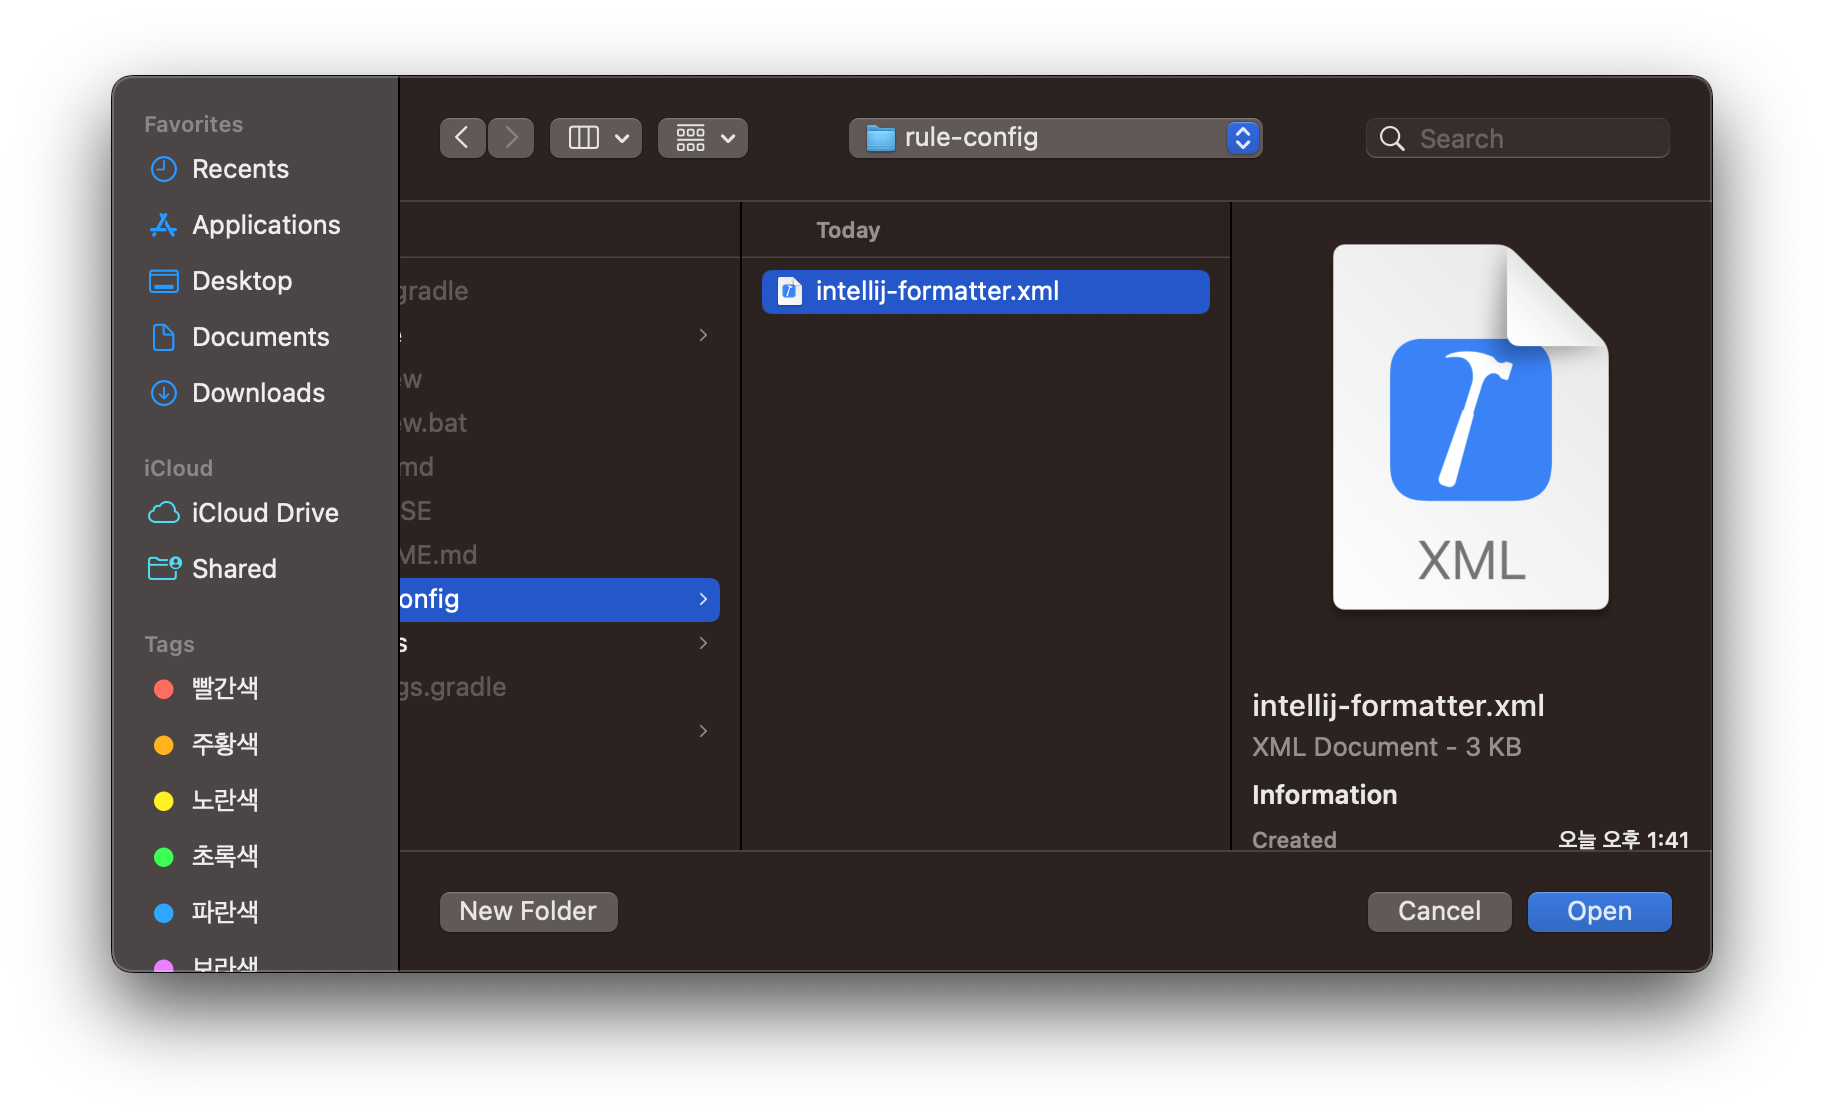 Favorites
Recents
Applications
Desktop
Documents
Downloads
iCloud
iCloud Drive
Shared
Tags
빨간색
주황색
노란색
초록색
파란색
보라색
rule-config
Search
gradle
ew
ew.bat
md
SE
ME.md
onfig
s
gs.gradle
Today
intellij-formatter.xml
XML
intellij-formatter.xml
XML Document - 3 KB
Information
Created 오늘 오후 1:41
New Folder
Cancel
Open